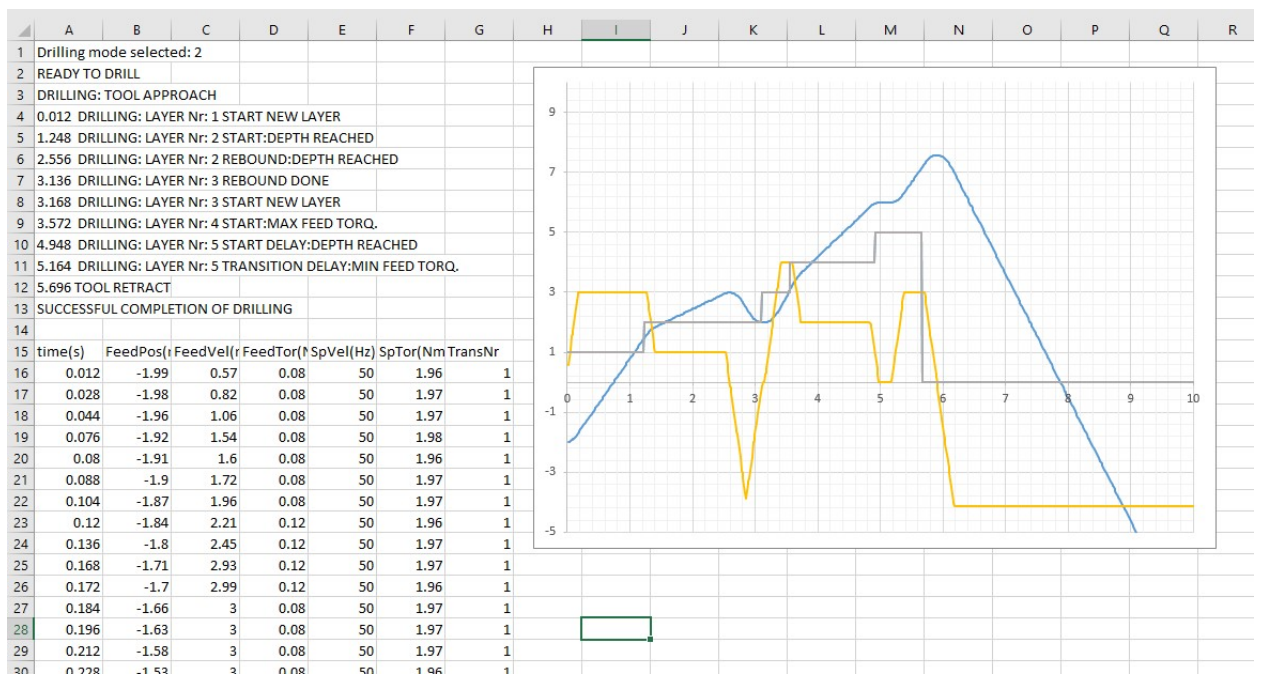 A B C D E F G H I J K L M N O P Q R
1 Drilling mode selected: 2
2 READY TO DRILL
3 DRILLING: TOOL APPROACH
4 0.012 DRILLING: LAYER Nr: 1 START NEW LAYER
5 1.248 DRILLING: LAYER Nr: 2 START:DEPTH REACHED
6 2.556 DRILLING: LAYER Nr: 2 REBOUND:DEPTH REACHED
7 3.136 DRILLING: LAYER Nr: 3 REBOUND DONE
8 3.168 DRILLING: LAYER Nr: 3 START NEW LAYER
9 3.572 DRILLING: LAYER Nr: 4 START:MAX FEED TORQ.
10 4.948 DRILLING: LAYER Nr: 5 START DELAY:DEPTH REACHED
11 5.164 DRILLING: LAYER Nr: 5 TRANSITION DELAY:MIN FEED TORQ.
12 5.696 TOOL RETRACT
13 SUCCESSFUL COMPLETION OF DRILLING
14
15 time(s) FeedPos(r FeedVel(r FeedTor(N SpVel(Hz) SpTor(Nm TransNr
16 0.012 -1.99 0.57 0.08 50 1.96 1
17 0.028 -1.98 0.82 0.08 50 1.97 1
18 0.044 -1.96 1.06 0.08 50 1.97 1
19 0.076 -1.92 1.54 0.08 50 1.98 1
20 0.08 -1.91 1.6 0.08 50 1.96 1
21 0.088 -1.9 1.72 0.08 50 1.97 1
22 0.104 -1.87 1.96 0.08 50 1.97 1
23 0.12 -1.84 2.21 0.12 50 1.96 1
24 0.136 -1.8 2.45 0.12 50 1.97 1
25 0.168 -1.71 2.93 0.12 50 1.97 1
26 0.172 -1.7 2.99 0.12 50 1.96 1
27 0.184 -1.66 3 0.08 50 1.97 1
28 0.196 -1.63 3 0.08 50 1.97 1
29 0.212 -1.58 3 0.08 50 1.97 1
30 0.228 -1.53 3 0.08 50 1.96 1
9
7
5
3
1
-1
-3
-5
0 1 2 3 4 5 6 7 8 9 10